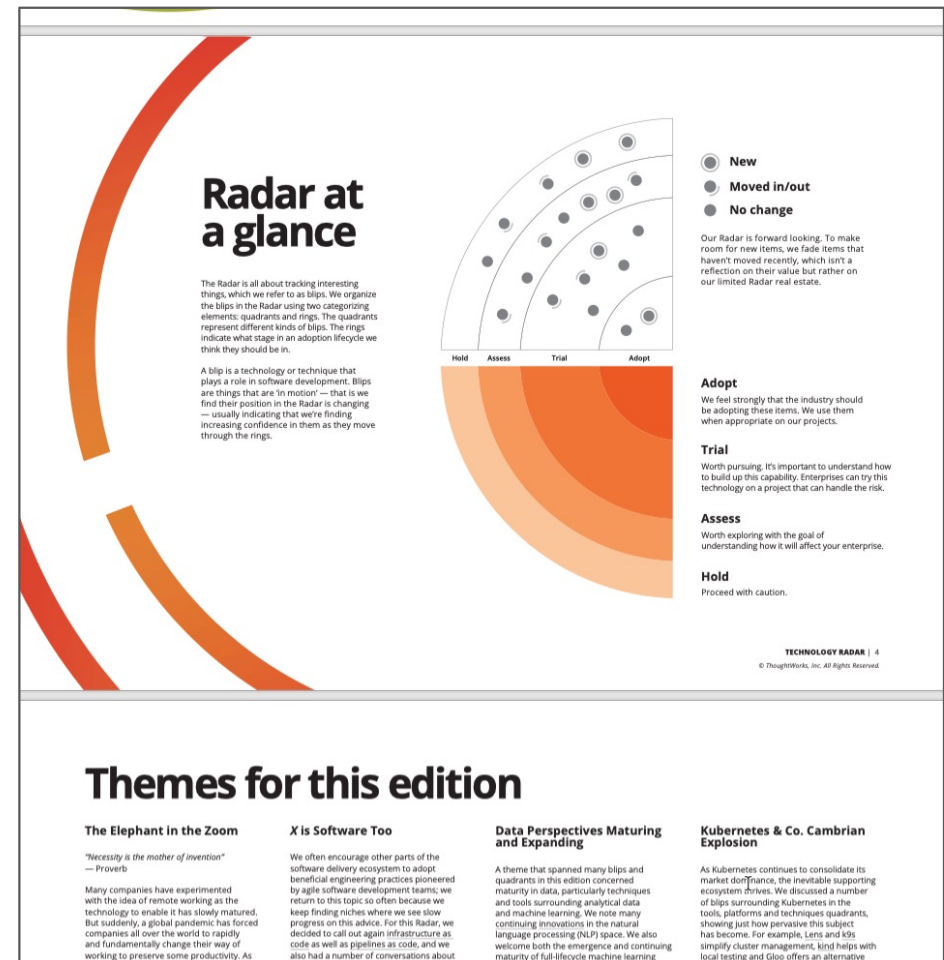 Radar at
a glance
The Radar is all about tracking interesting
things, which we refer to as blips. We organize
the blips in the Radar using two categorizing
elements: quadrants and rings. The quadrants
represent different kinds of blips. The rings
indicate what stage in an adoption lifecycle we
think they should be in.
A blip is a technology or technique that
plays a role in software development. Blips
are things that are ‘in motion’ — that is we
find their position in the Radar is changing
— usually indicating that we’re finding
increasing confidence in them as they move
through the rings.
Hold Assess Trial Adopt
New
Moved in/out
No change
Our Radar is forward looking. To make
room for new items, we fade items that
haven’t moved recently, which isn’t a
reflection on their value but rather on
our limited Radar real estate.
Adopt
We feel strongly that the industry should
be adopting these items. We use them
when appropriate on our projects.
Trial
Worth pursuing. It’s important to understand how
to build up this capability. Enterprises can try this
technology on a project that can handle the risk.
Assess
Worth exploring with the goal of
understanding how it will affect your enterprise.
Hold
Proceed with caution.
TECHNOLOGY RADAR | 4
© ThoughtWorks, Inc. All Rights Reserved.
Themes for this edition
The Elephant in the Zoom
“Necessity is the mother of invention”
— Proverb
Many companies have experimented
with the idea of remote working as the
technology to enable it has slowly matured.
But suddenly, a global pandemic has forced
companies all over the world to rapidly
and fundamentally change their way of
working to preserve some productivity. As
X is Software Too
We often encourage other parts of the
software delivery ecosystem to adopt
beneficial engineering practices pioneered
by agile software development teams; we
return to this topic so often because we
keep finding niches where we see slow
progress on this advice. For this Radar, we
decided to call out again infrastructure as
code as well as pipelines as code, and we
also had a number of conversations about
Data Perspectives Maturing
and Expanding
A theme that spanned many blips and
quadrants in this edition concerned
maturity in data, particularly techniques
and tools surrounding analytical data
and machine learning. We note many
continuing innovations in the natural
language processing (NLP) space. We also
welcome both the emergence and continuing
maturity of full-lifecycle machine learning
Kubernetes & Co. Cambrian
Explosion
As Kubernetes continues to consolidate its
market dominance, the inevitable supporting
ecosystem thrives. We discussed a number
of blips surrounding Kubernetes in the
tools, platforms and techniques quadrants,
showing just how pervasive this subject
has become. For example, Lens and k9s
simplify cluster management, kind helps with
local testing and Gloo offers an alternative